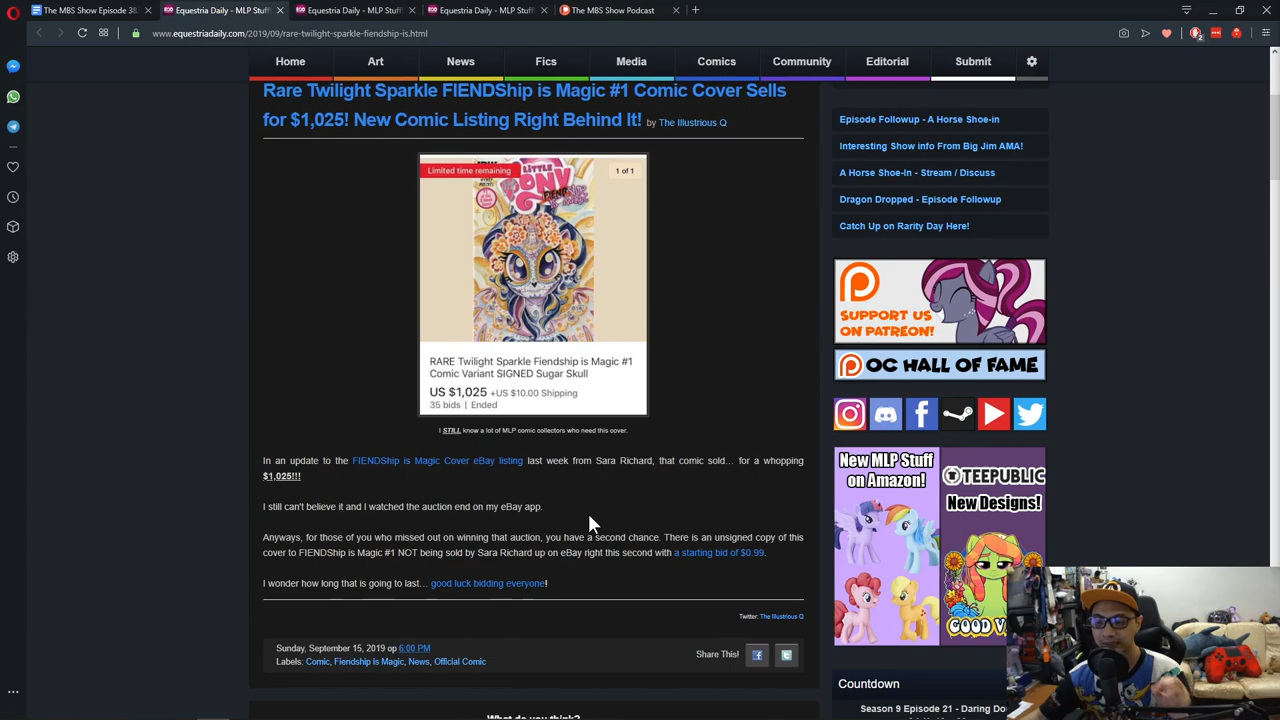 The MBS Show Episode 38
Equestria Daily - MLP Stuff
Equestria Daily - MLP Stuff
Equestria Daily - MLP Stuff
The MBS Show Podcast
www.equestriadaily.com/2019/09/rare-twilight-sparkle-fiendship-is.html
Home
Art
News
Fics
Media
Comics
Community
Editorial
Submit
Rare Twilight Sparkle FIENDShip is Magic #1 Comic Cover Sells
for $1,025! New Comic Listing Right Behind It! by The Illustrious Q
Limited time remaining
1 of 1
IDW
My
LITTLE
PONY
FIENDSHIP
IS MAGIC
RARE Twilight Sparkle Fiendship is Magic #1
Comic Variant SIGNED Sugar Skull
US $1,025 +US $10.00 Shipping
35 bids | Ended
I STILL know a lot of MLP comic collectors who need this cover.
In an update to the FIENDShip is Magic Cover eBay listing last week from Sara Richard, that comic sold... for a whopping
$1,025!!!
I still can't believe it and I watched the auction end on my eBay app.
Anyways, for those of you who missed out on winning that auction, you have a second chance. There is an unsigned copy of this
cover to FIENDShip is Magic #1 NOT being sold by Sara Richard up on eBay right this second with a starting bid of $0.99.
I wonder how long that is going to last... good luck bidding everyone!
Twitter: The Illustrious Q
Sunday, September 15, 2019 op 6:00 PM
Labels: Comic, Fiendship is Magic, News, Official Comic
Share This!
What do you think?
Episode Followup - A Horse Shoe-in
Interesting Show info From Big Jim AMA!
A Horse Shoe-In - Stream / Discuss
Dragon Dropped - Episode Followup
Catch Up on Rarity Day Here!
SUPPORT US
ON PATREON!
OC HALL OF FAME
New MLP Stuff
on Amazon!
TEEPUBLIC
New Designs!
GOOD V
Countdown
Season 9 Episode 21 - Daring Do